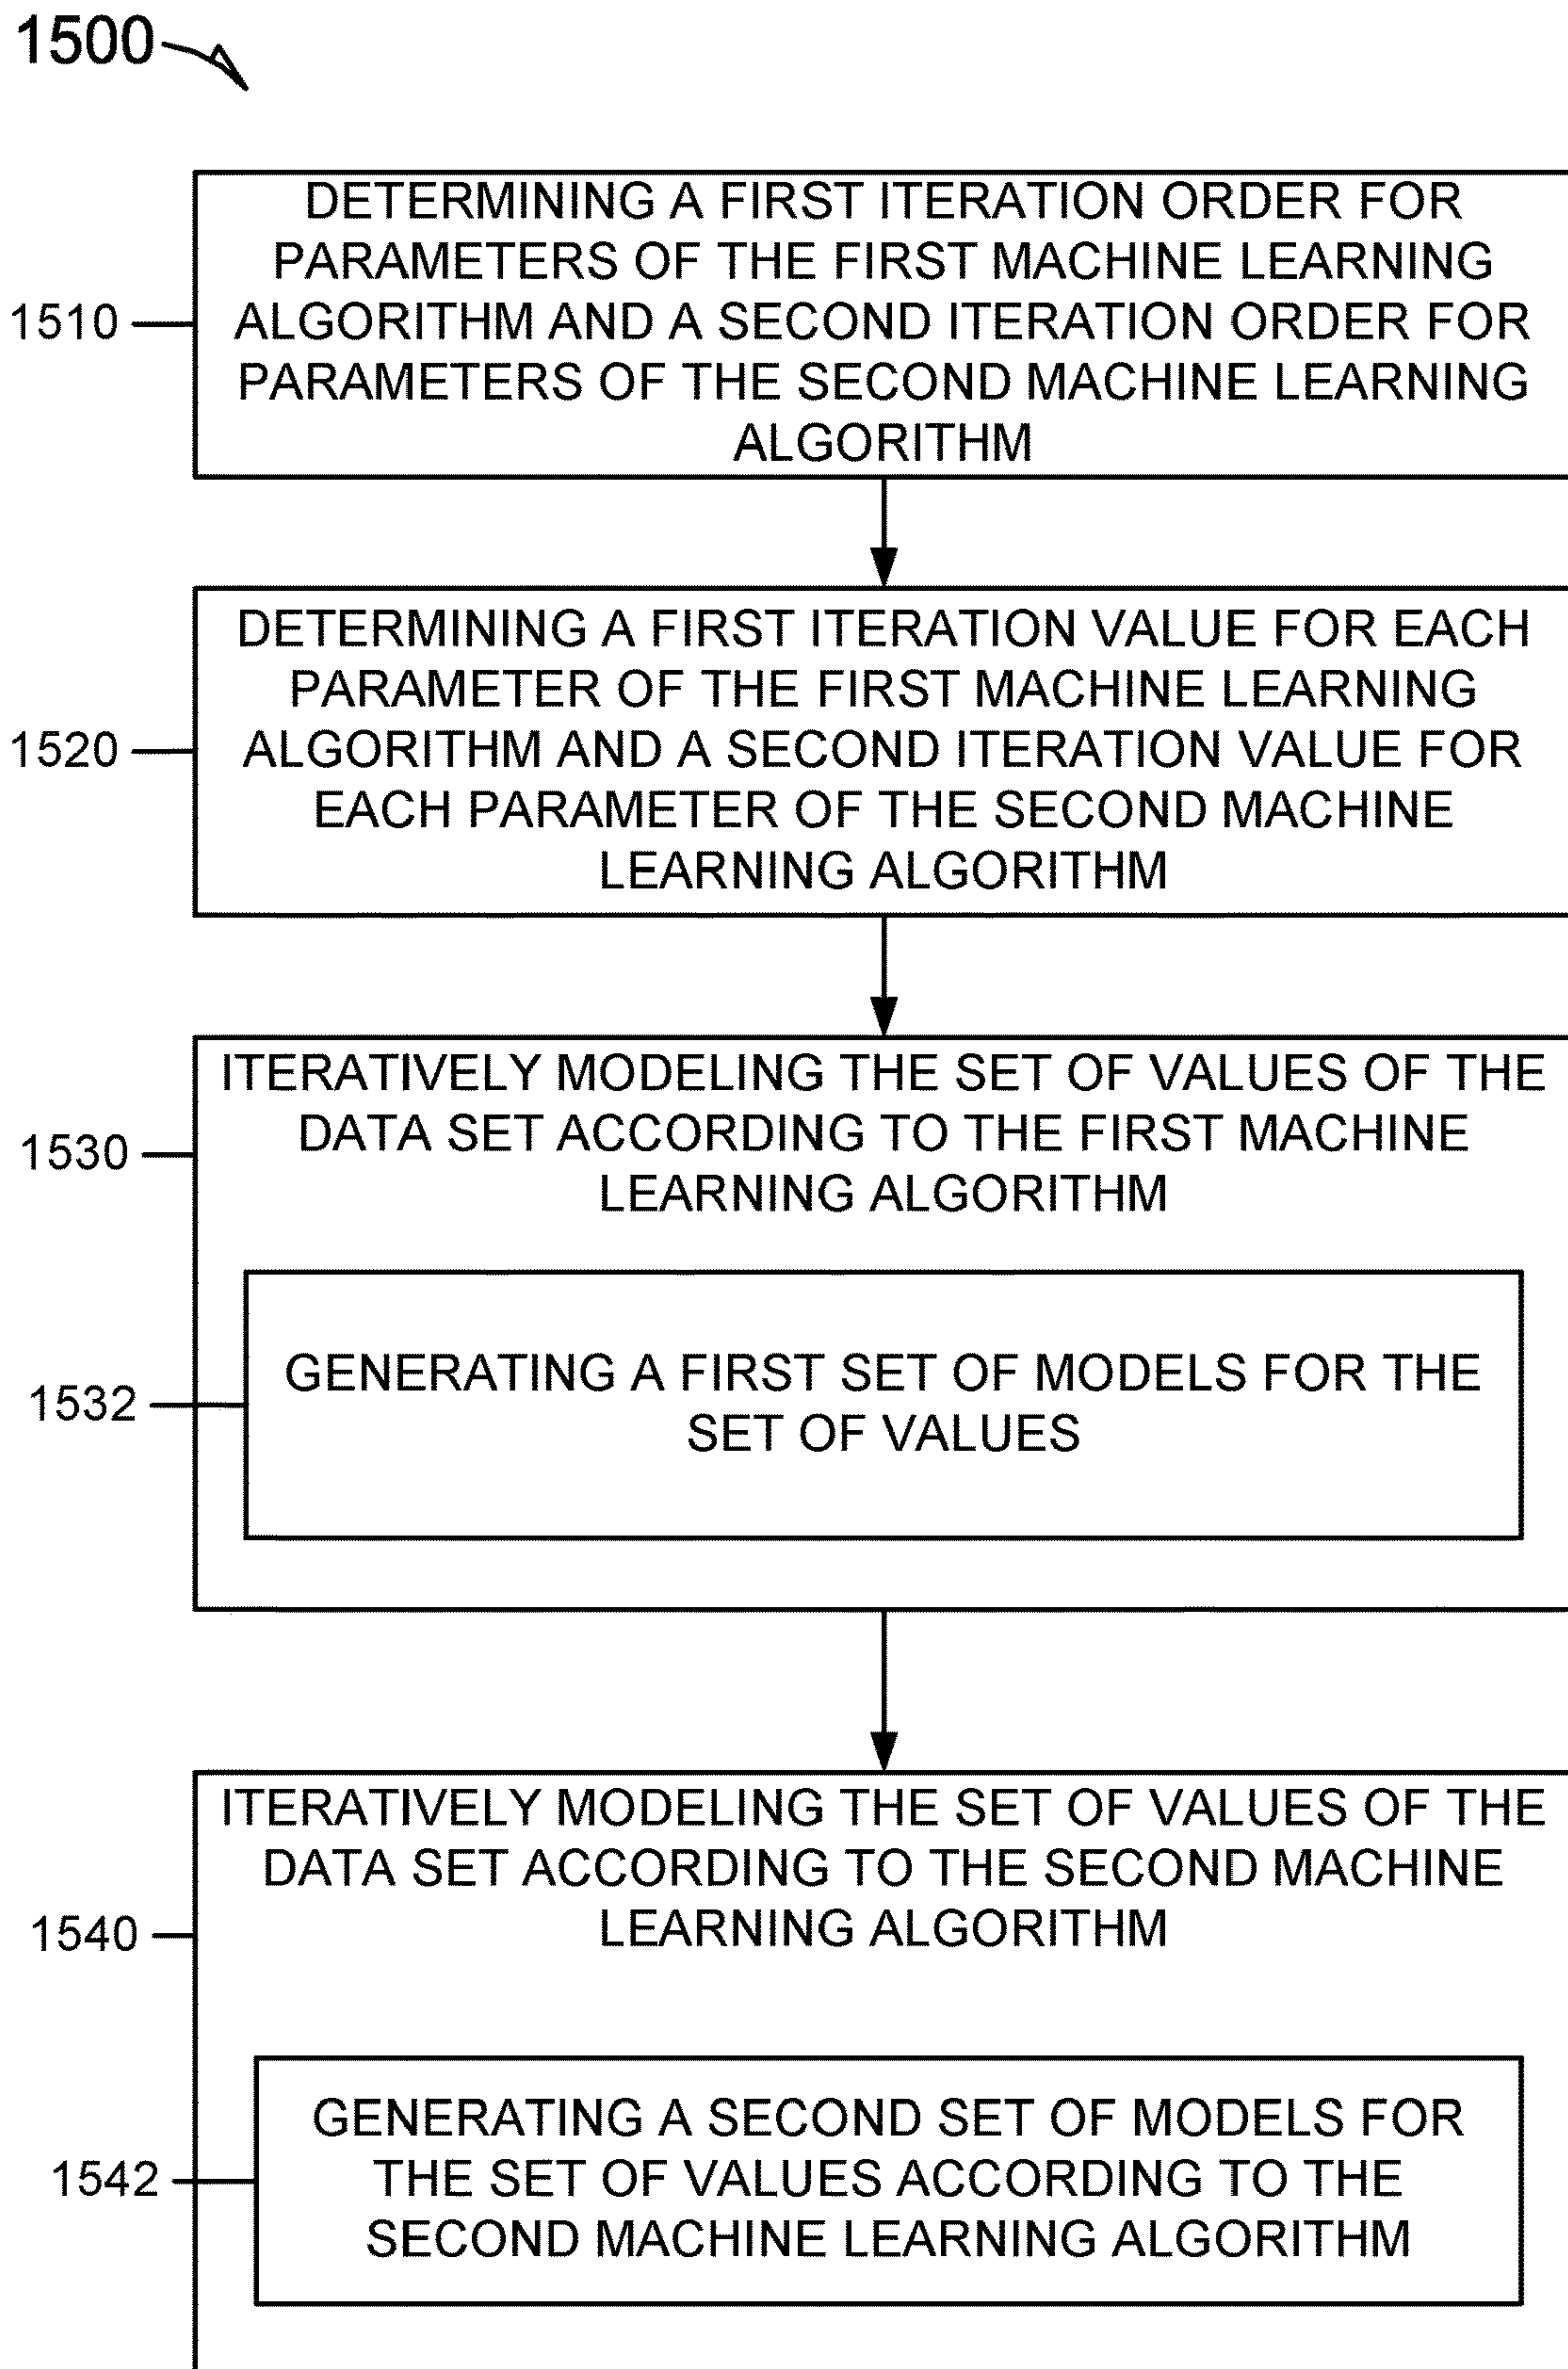 1500
DETERMINING A FIRST ITERATION ORDER FOR
PARAMETERS OF THE FIRST MACHINE LEARNING
ALGORITHM AND A SECOND ITERATION ORDER FOR
PARAMETERS OF THE SECOND MACHINE LEARNING
ALGORITHM
1510
DETERMINING A FIRST ITERATION VALUE FOR EACH
PARAMETER OF THE FIRST MACHINE LEARNING
ALGORITHM AND A SECOND ITERATION VALUE FOR
EACH PARAMETER OF THE SECOND MACHINE
LEARNING ALGORITHM
1520
ITERATIVELY MODELING THE SET OF VALUES OF THE
DATA SET ACCORDING TO THE FIRST MACHINE
LEARNING ALGORITHM
1530
GENERATING A FIRST SET OF MODELS FOR THE
SET OF VALUES
1532
ITERATIVELY MODELING THE SET OF VALUES OF THE
DATA SET ACCORDING TO THE SECOND MACHINE
LEARNING ALGORITHM
1540
GENERATING A SECOND SET OF MODELS FOR
THE SET OF VALUES ACCORDING TO THE
SECOND MACHINE LEARNING ALGORITHM
1542